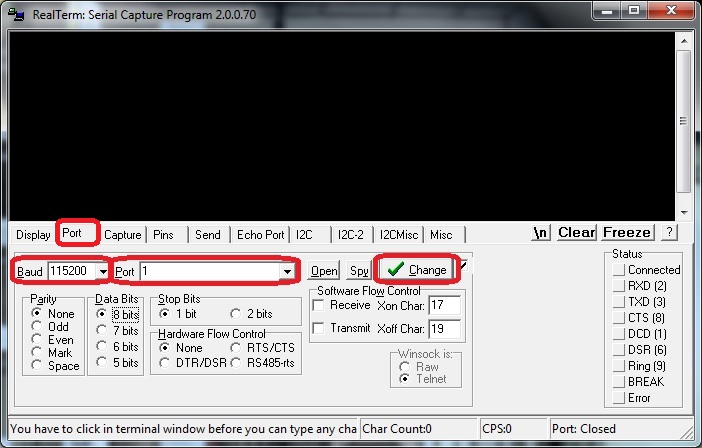 RealTerm: Serial Capture Program 2.0.0.70
Display Port Capture Pins Send Echo Port I2C I2C-2 I2CMisc Misc \n Clear Freeze ?
Baud 115200 Port 1 Open Spy Change
Parity
None
Odd
Even
Mark
Space
Data Bits
8 bits
7 bits
6 bits
5 bits
Stop Bits
1 bit 2 bits
Hardware Flow Control
None RTS/CTS
DTR/DSR RS485-rts
Software Flow Control
Receive Xon Char: 17
Transmit Xoff Char: 19
Winsock is:
Raw
Telnet
Status
Connected
RXD (2)
TXD (3)
CTS (8)
DCD (1)
DSR (6)
Ring (9)
BREAK
Error
You have to click in terminal window before you can type any cha Char Count:0 CPS:0 Port: Closed